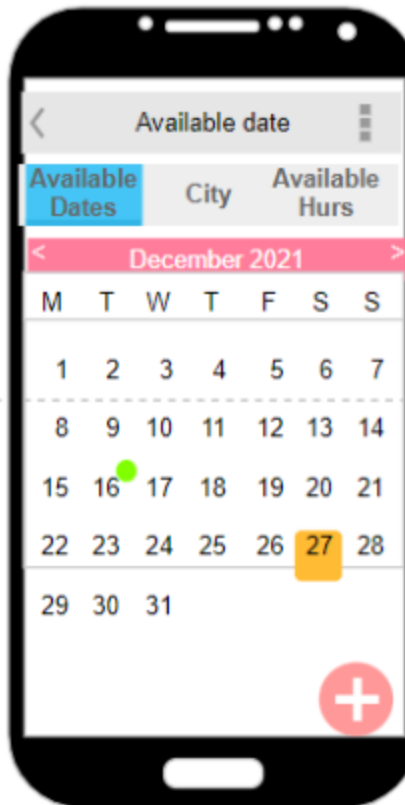 < Available date
Available Dates City Available Hurs
< December 2021 >
M T W T F S S
1 2 3 4 5 6 7
8 9 10 11 12 13 14
15 16 17 18 19 20 21
22 23 24 25 26 27 28
29 30 31
+